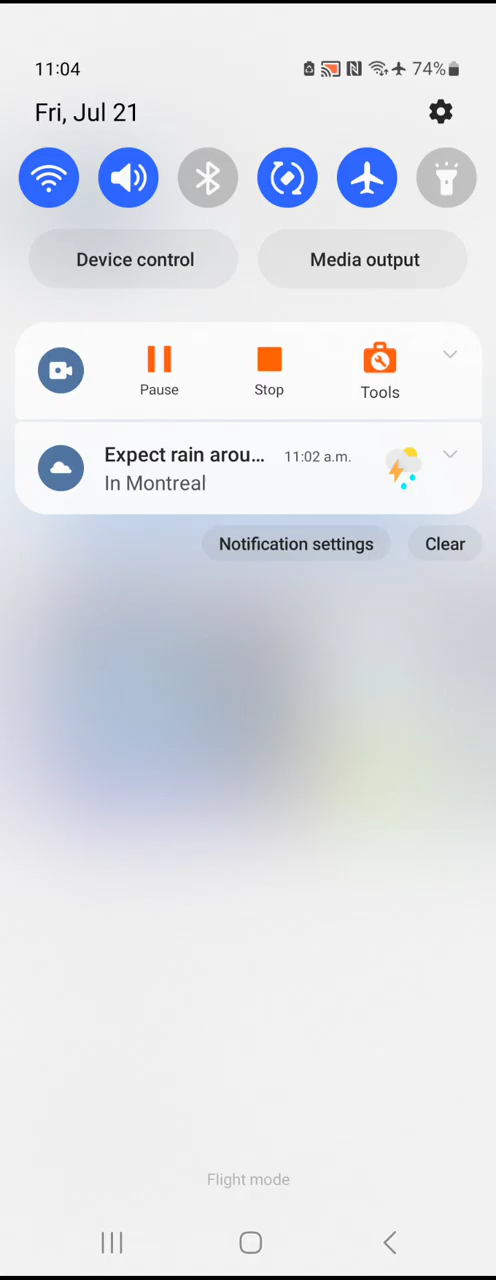 11:04 74%
Fri, Jul 21
Device control Media output
Pause Stop Tools
Expect rain arou... 11:02 a.m.
In Montreal
Notification settings Clear
Flight mode